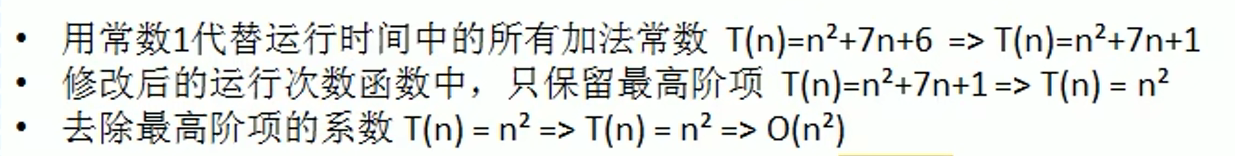 • 用常数1代替运行时间中的所有加法常数 T(n)=n²+7n+6 => T(n)=n²+7n+1
• 修改后的运行次数函数中，只保留最高阶项 T(n)=n²+7n+1 => T(n) = n²
• 去除最高阶项的系数 T(n) = n² => T(n) = n² => O(n²)